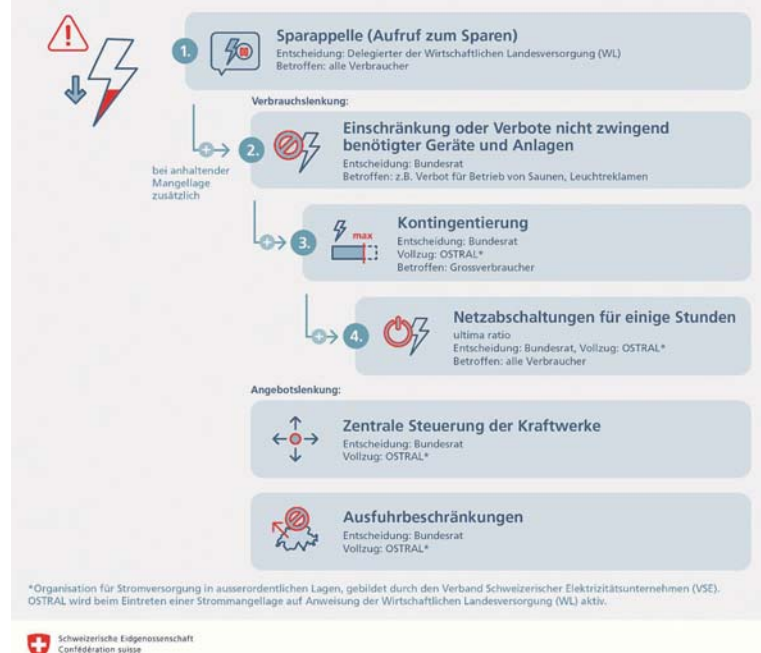 1.
Sparappelle (Aufruf zum Sparen)
Entscheidung: Delegierter der Wirtschaftlichen Landesversorgung (WL)
Betroffen: alle Verbraucher
Verbrauchslenkung:
bei anhaltender
Mangellage
zusätzlich
2.
Einschränkung oder Verbote nicht zwingend
benötigter Geräte und Anlagen
Entscheidung: Bundesrat
Betroffen: z.B. Verbot für Betrieb von Saunen, Leuchtreklamen
3.
max
Kontingentierung
Entscheidung: Bundesrat
Vollzug: OSTRAL*
Betroffen: Grossverbraucher
4.
Netzabschaltungen für einige Stunden
ultima ratio
Entscheidung: Bundesrat, Vollzug: OSTRAL*
Betroffen: alle Verbraucher
Angebotslenkung:
Zentrale Steuerung der Kraftwerke
Entscheidung: Bundesrat
Vollzug: OSTRAL*
Ausfuhrbeschränkungen
Entscheidung: Bundesrat
Vollzug: OSTRAL*
*Organisation für Stromversorgung in ausserordentlichen Lagen, gebildet durch den Verband Schweizerischer Elektrizitätsunternehmen (VSE).
OSTRAL wird beim Eintreten einer Strommangellage auf Anweisung der Wirtschaftlichen Landesversorgung (WL) aktiv.
Schweizerische Eidgenossenschaft
Confédération suisse